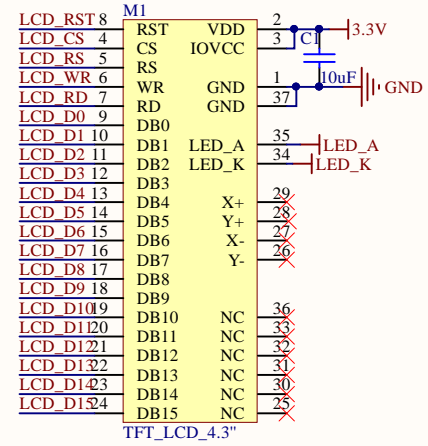 M1
LCD_RST 8 RST VDD 2 3.3V
LCD_CS 4 CS IOVCC 3 C1
LCD_RS 5 RS
LCD_WR 6 WR GND 1 10uF GND
LCD_RD 7 RD GND 37
LCD_D0 9 DB0
LCD_D1 10 DB1 LED_A 35 LED_A
LCD_D2 11 DB2 LED_K 34 LED_K
LCD_D3 12 DB3
LCD_D4 13 DB4 X+ 29
LCD_D5 14 DB5 Y+ 28
LCD_D6 15 DB6 X- 27
LCD_D7 16 DB7 Y- 26
LCD_D8 17 DB8
LCD_D9 18 DB9
LCD_D10 19 DB10 NC 36
LCD_D11 20 DB11 NC 33
LCD_D12 21 DB12 NC 32
LCD_D13 22 DB13 NC 31
LCD_D14 23 DB14 NC 30
LCD_D15 24 DB15 NC 25
TFT_LCD_4.3"